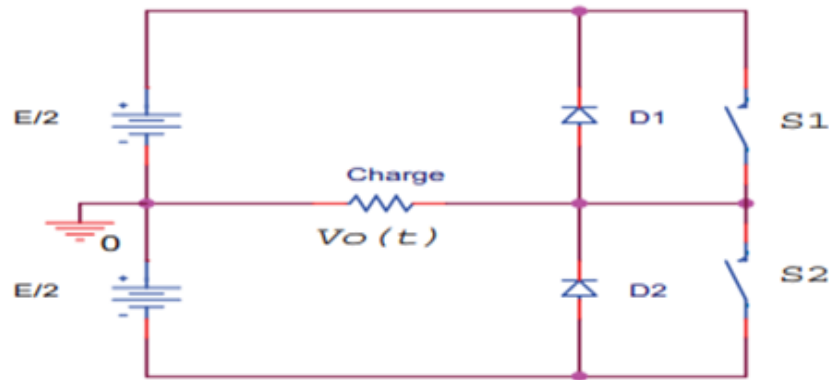 E/2
+
-
D1
S1
Charge
Vo(t)
0
E/2
+
-
D2
S2